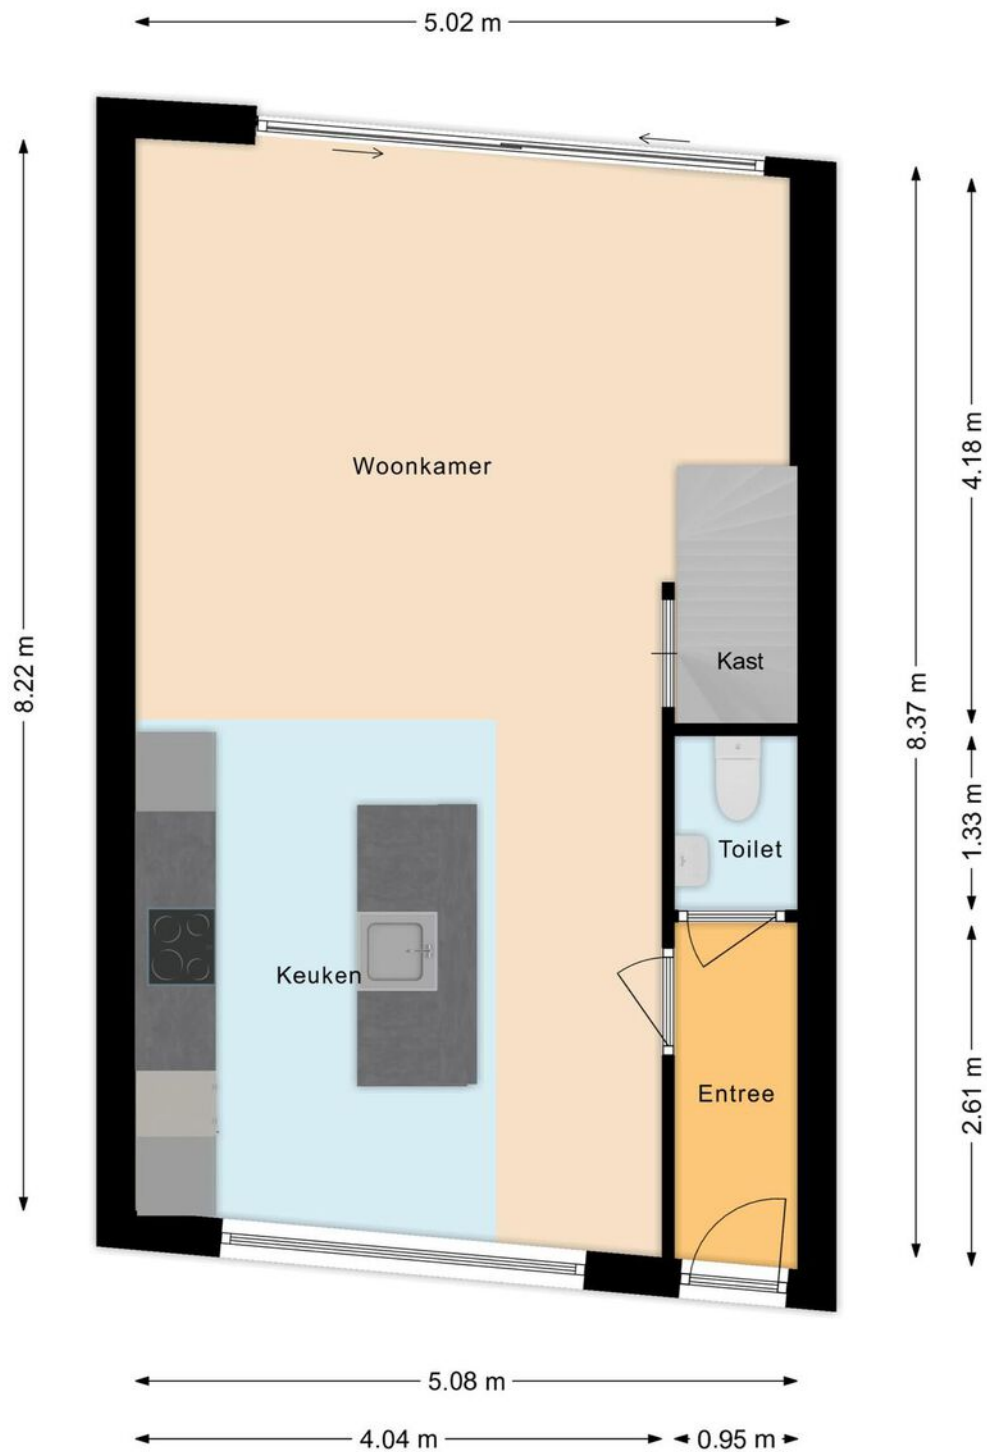 5.02 m
Woonkamer
4.18 m
8.22 m
Kast
8.37 m
1.33 m
Toilet
Keuken
Entree
2.61 m
5.08 m
4.04 m
0.95 m